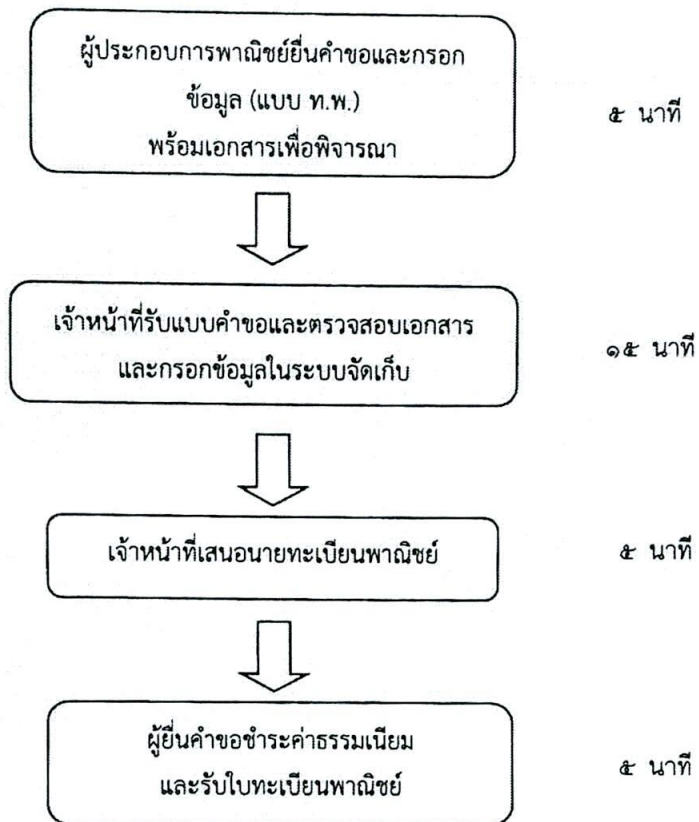 ผู้ประกอบการพาณิชย์ยื่นคำขอและกรอก
ข้อมูล (แบบ ท.พ.)
พร้อมเอกสารเพื่อพิจารณา
๕ นาที
เจ้าหน้าที่รับแบบคำขอและตรวจสอบเอกสาร
และกรอกข้อมูลในระบบจัดเก็บ
๑๕ นาที
เจ้าหน้าที่เสนอนายทะเบียนพาณิชย์
๕ นาที
ผู้ยื่นคำขอชำระค่าธรรมเนียม
และรับใบทะเบียนพาณิชย์
๕ นาที